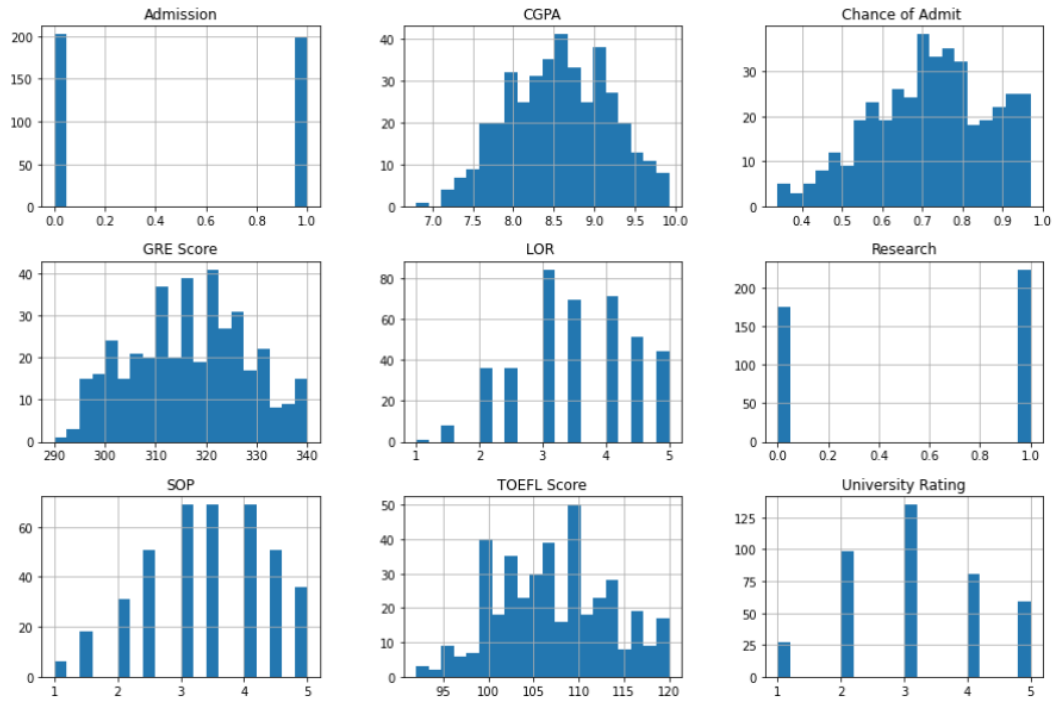 Admission
CGPA
Chance of Admit
200
150
100
50
0
0.0 0.2 0.4 0.6 0.8 1.0
40
30
20
10
0
7.0 7.5 8.0 8.5 9.0 9.5 10.0
30
20
10
0
0.4 0.5 0.6 0.7 0.8 0.9 1.0
GRE Score
LOR
Research
40
30
20
10
0
290 300 310 320 330 340
80
60
40
20
0
1 2 3 4 5
200
150
100
50
0
0.0 0.2 0.4 0.6 0.8 1.0
SOP
TOEFL Score
University Rating
60
40
20
0
1 2 3 4 5
50
40
30
20
10
0
95 100 105 110 115 120
125
100
75
50
25
0
1 2 3 4 5